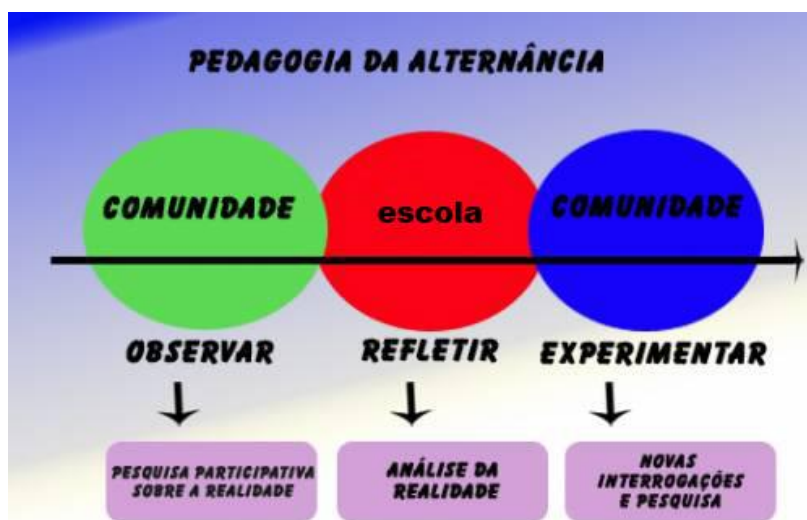 PEDAGOGIA DA ALTERNÂNCIA
COMUNIDADE
escola
COMUNIDADE
OBSERVAR
REFLETIR
EXPERIMENTAR
PESQUISA PARTICIPATIVA
SOBRE A REALIDADE
ANÁLISE DA
REALIDADE
NOVAS
INTERROGAÇÕES
E PESQUISA